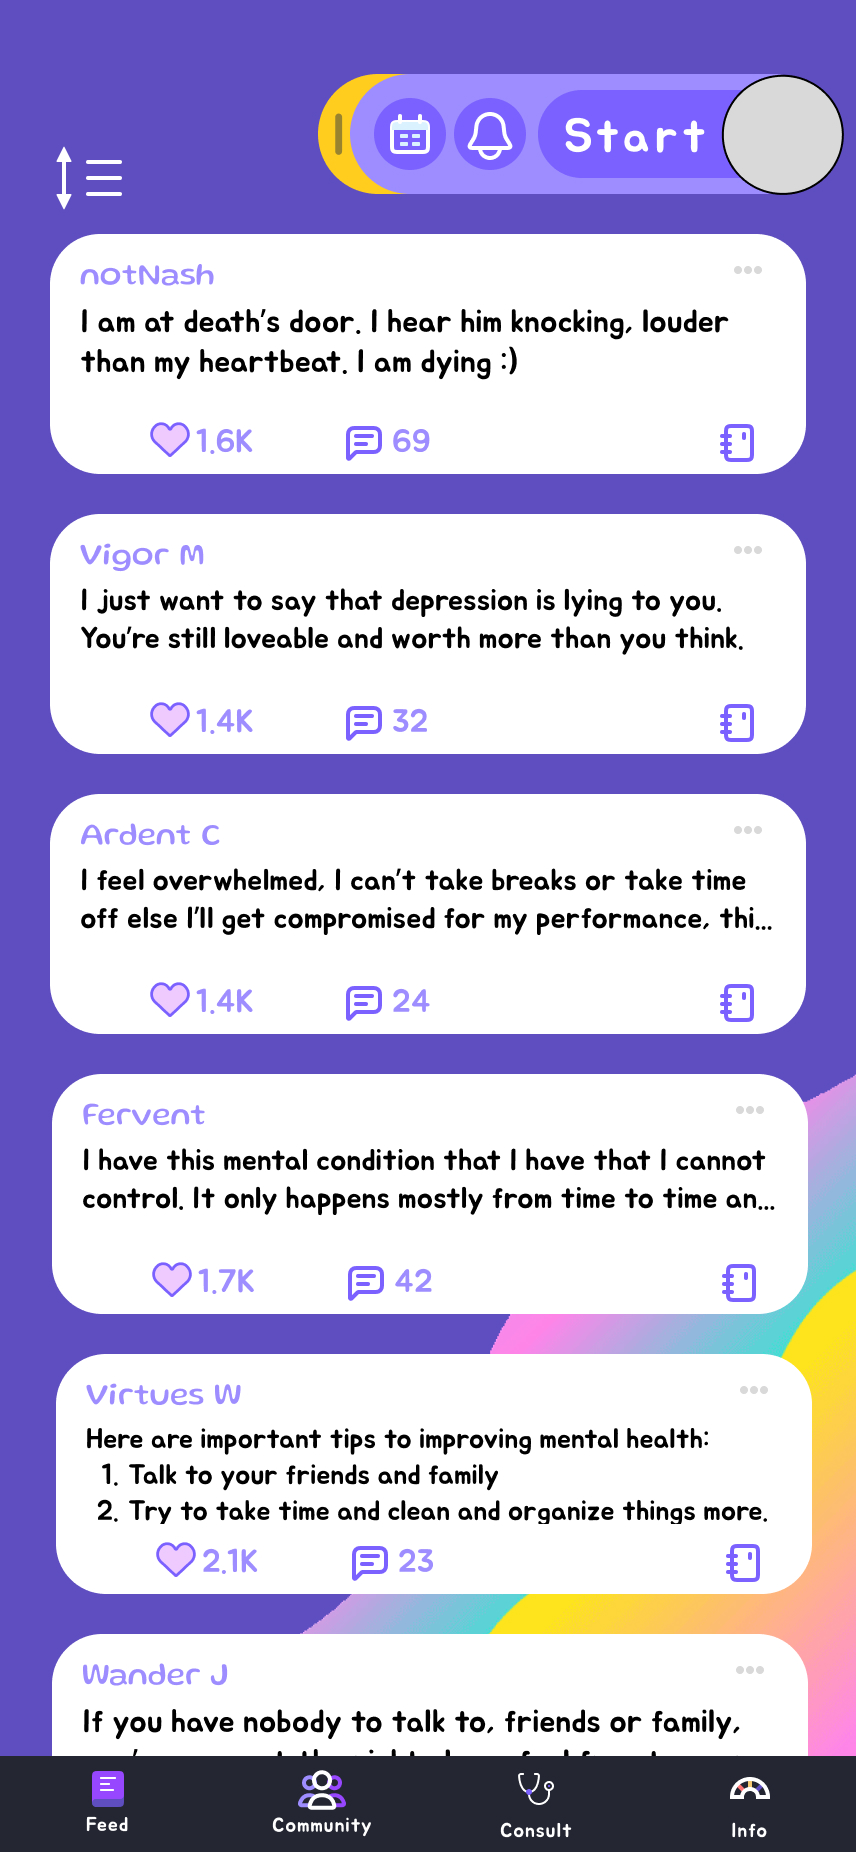 Start
notNash
I am at death's door. I hear him knocking, louder
than my heartbeat. I am dying :)
1.6K 69
Vigor M
I just want to say that depression is lying to you.
You're still loveable and worth more than you think.
1.4K 32
Ardent C
I feel overwhelmed, I can't take breaks or take time
off else I'll get compromised for my performance, thi...
1.4K 24
Fervent
I have this mental condition that I have that I cannot
control. It only happens mostly from time to time an...
1.7K 42
Virtues W
Here are important tips to improving mental health:
1. Talk to your friends and family
2. Try to take time and clean and organize things more.
2.1K 23
Wander J
If you have nobody to talk to, friends or family,
Feed Community Consult Info